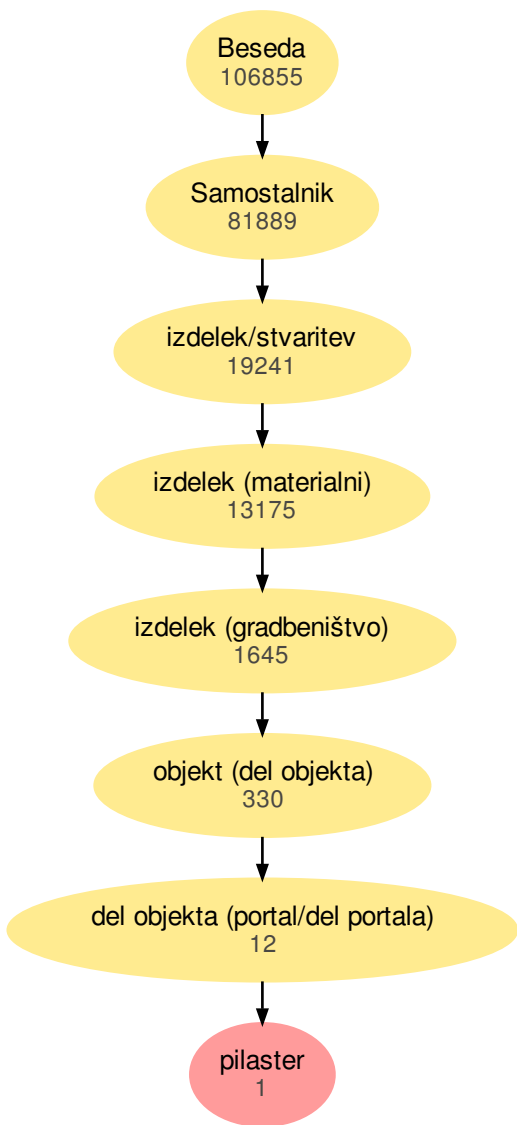 Beseda
106855
Samostalnik
81889
izdelek/stvaritev
19241
izdelek (materialni)
13175
izdelek (gradbeništvo)
1645
objekt (del objekta)
330
del objekta (portal/del portala)
12
pilaster
1